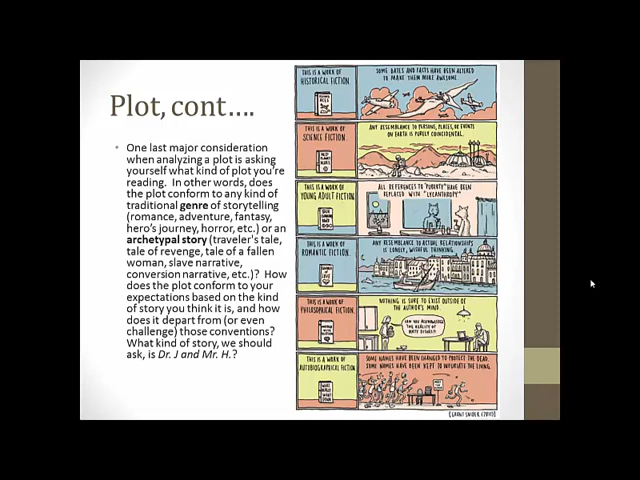 Plot, cont….
• One last major consideration
when analyzing a plot is asking
yourself what kind of plot you're
reading. In other words, does
the plot conform to any kind of
traditional genre of storytelling
(romance, adventure, fantasy,
hero's journey, horror, etc.) or an
archetypal story (traveler's tale,
tale of revenge, tale of a fallen
woman, slave narrative,
conversion narrative, etc.)? How
does the plot conform to your
expectations based on the kind
of story you think it is, and how
does it depart from (or even
challenge) those conventions?
What kind of story, we should
ask, is Dr. J and Mr. H.?
THIS IS A WORK OF
HISTORICAL FICTION.
SOME DATES AND FACTS HAVE BEEN ALTERED
TO MAKE THEM MORE AWESOME.
THIS IS A WORK OF
SCIENCE FICTION.
ANY RESEMBLANCE TO PERSONS, PLACES, OR EVENTS
ON EARTH IS PURELY COINCIDENTAL.
THIS IS A WORK OF
YOUNG ADULT FICTION.
ALL REFERENCES TO "PUBERTY" HAVE BEEN
REPLACED WITH "LYCANTHROPY"
THIS IS A WORK OF
ROMANTIC FICTION.
ANY RESEMBLANCE TO ACTUAL RELATIONSHIPS
IS LONELY, WISHFUL THINKING.
THIS IS A WORK OF
PHILOSOPHICAL FICTION.
NOTHING IS SURE TO EXIST OUTSIDE OF
THE AUTHOR'S MIND.
THE REALITY OF
DIRTY DISHES?
THIS IS A WORK OF
AUTOBIOGRAPHICAL FICTION.
SOME NAMES HAVE BEEN CHANGED TO PROTECT THE DEAD.
SOME NAMES HAVE BEEN KEPT TO INFURIATE THE LIVING.